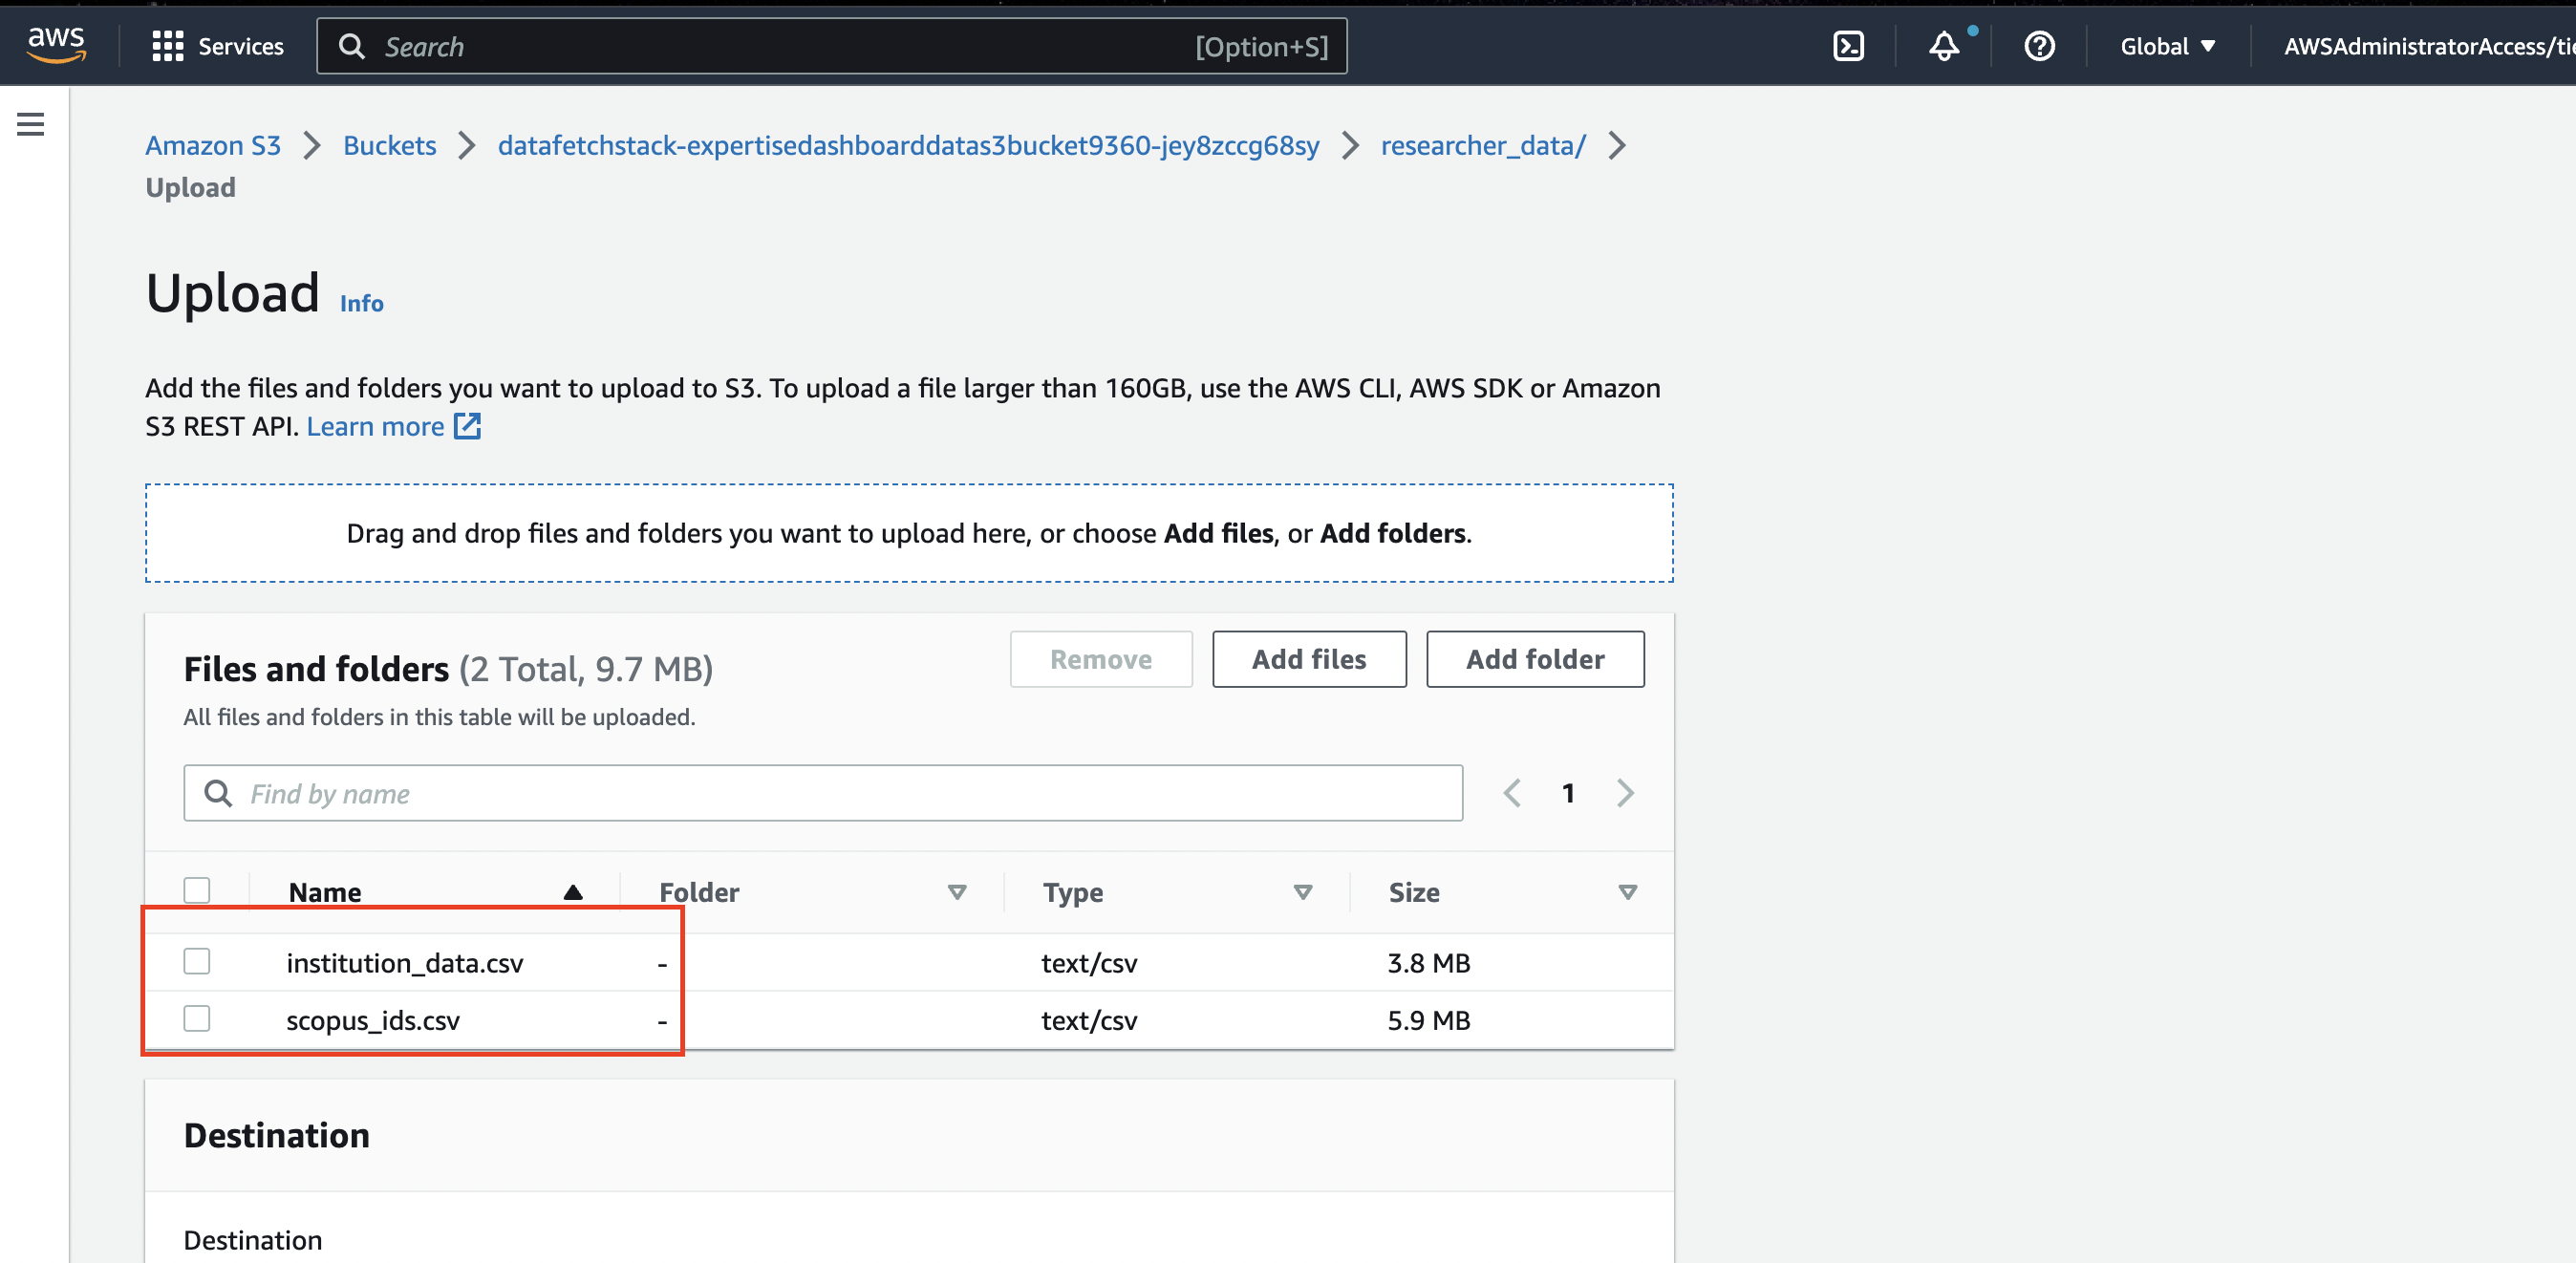 aws Services Search [Option+S] Global AWSAdministratorAccess/tie
Amazon S3 > Buckets > datafetchstack-expertisedashboarddatas3bucket9360-jey8zccg68sy > researcher_data/ >
Upload
Upload Info
Add the files and folders you want to upload to S3. To upload a file larger than 160GB, use the AWS CLI, AWS SDK or Amazon
S3 REST API. Learn more
Drag and drop files and folders you want to upload here, or choose Add files, or Add folders.
Files and folders (2 Total, 9.7 MB) Remove Add files Add folder
All files and folders in this table will be uploaded.
Find by name 1
Name Folder Type Size
institution_data.csv - text/csv 3.8 MB
scopus_ids.csv - text/csv 5.9 MB
Destination
Destination